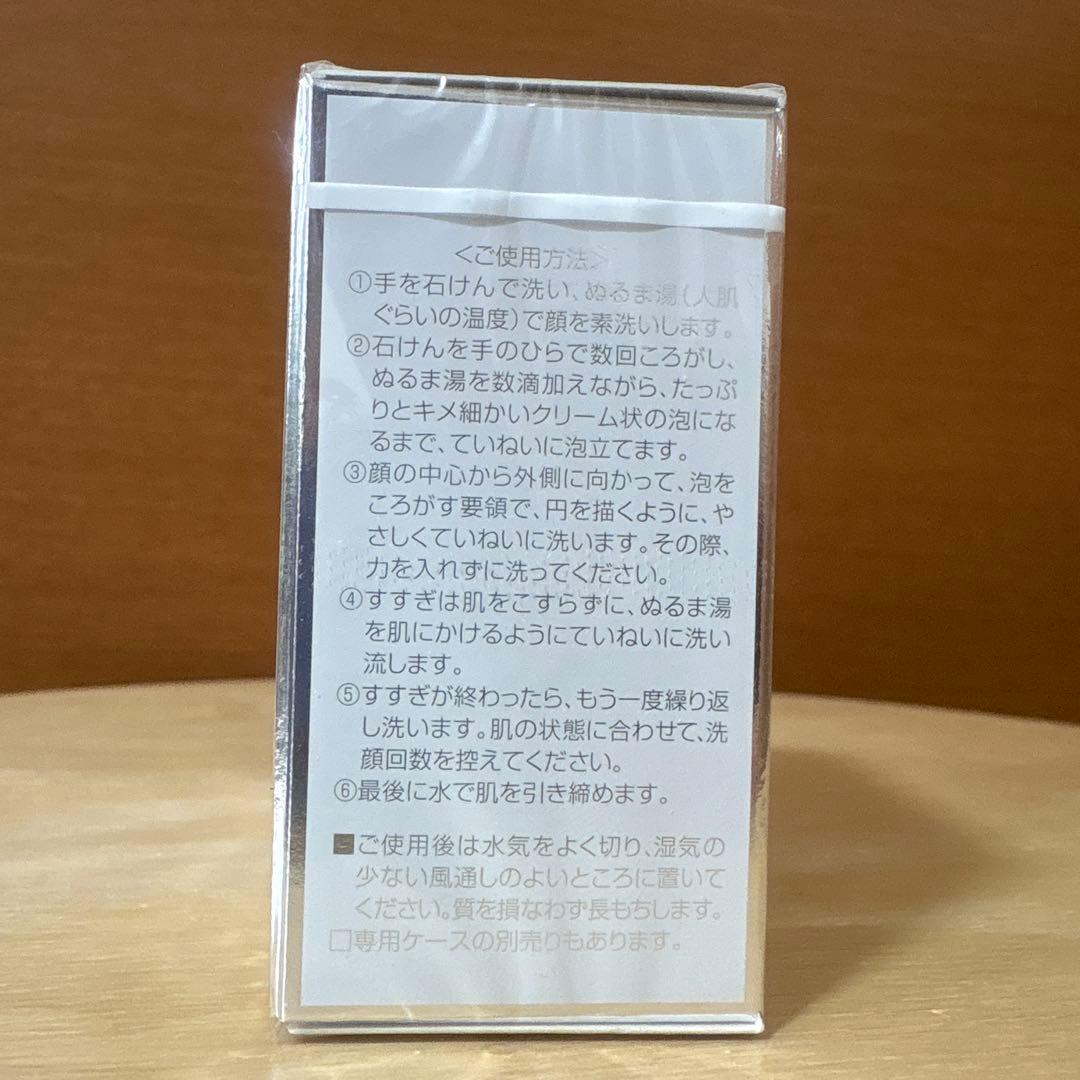 〈ご使用方法〉
①手を石けんで洗い、ぬるま湯（人肌
ぐらいの温度）で顔を素洗いします。
②石けんを手のひらで数回ころがし、
ぬるま湯を数滴加えながら、たっぷ
りとキメ細かいクリーム状の泡にな
るまで、ていねいに泡立てます。
③顔の中心から外側に向かって、泡を
ころがす要領で、円を描くように、や
さしくていねいに洗います。その際、
力を入れずに洗ってください。
④すすぎは肌をこすらずに、ぬるま湯
を肌にかけるようにていねいに洗い
流します。
⑤すすぎが終わったら、もう一度繰り返
し洗います。肌の状態に合わせて、洗
顔回数を控えてください。
⑥最後に水で肌を引き締めます。
■ご使用後は水気をよく切り、湿気の
少ない風通しのよいところに置いて
ください。質を損なわず長もちします。
□専用ケースの別売りもあります。